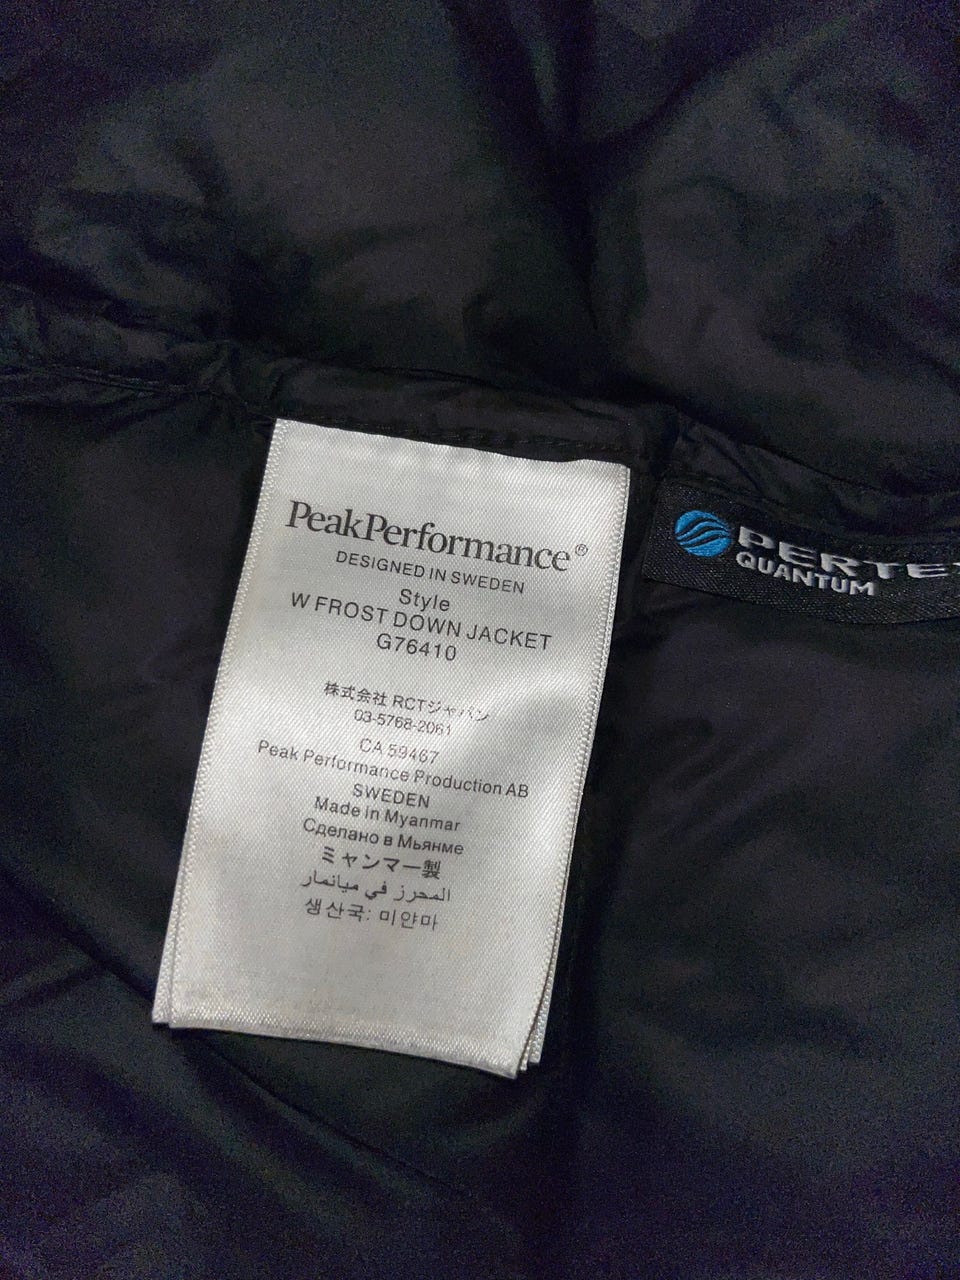 PeakPerformance®
DESIGNED IN SWEDEN
Style
W FROST DOWN JACKET
G76410
株式会社 RCTジャパン
03-5768-2061
CA 59467
Peak Performance Production AB
SWEDEN
Made in Myanmar
Сделано в Мьянме
ミャンマー製
المحرز في ميانمار
생산국: 미얀마
PERTE
QUANTUM